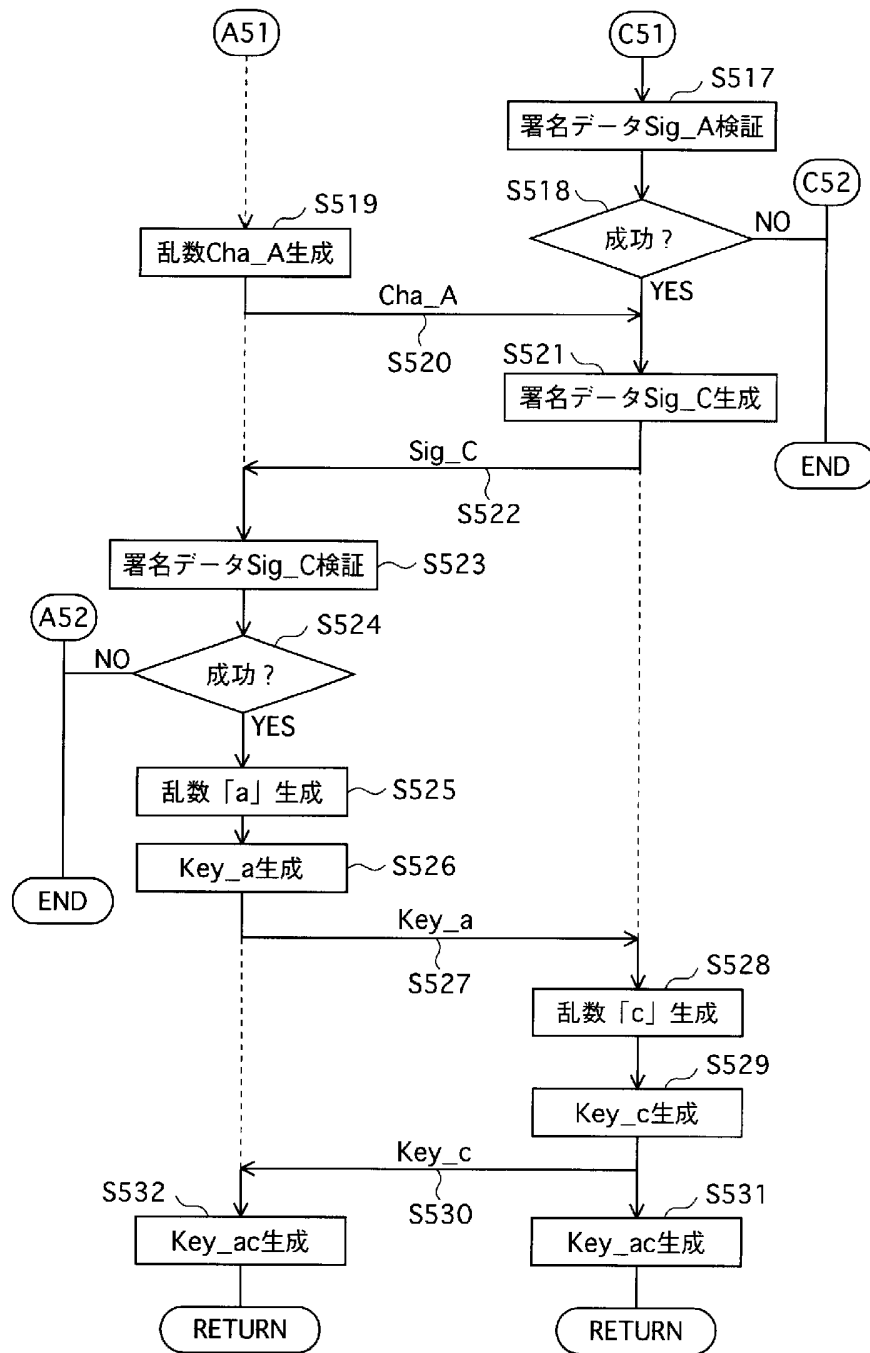 A51
C51
S517
署名データSig_A検証
C52
S518
成功？
NO
YES
S519
乱数Cha_A生成
Cha_A
S520
S521
署名データSig_C生成
END
Sig_C
S522
署名データSig_C検証
S523
A52
S524
NO
成功？
YES
乱数「a」生成
S525
Key_a生成
S526
END
Key_a
S527
S528
乱数「c」生成
S529
Key_c生成
Key_c
S530
S532
S531
Key_ac生成
Key_ac生成
RETURN
RETURN